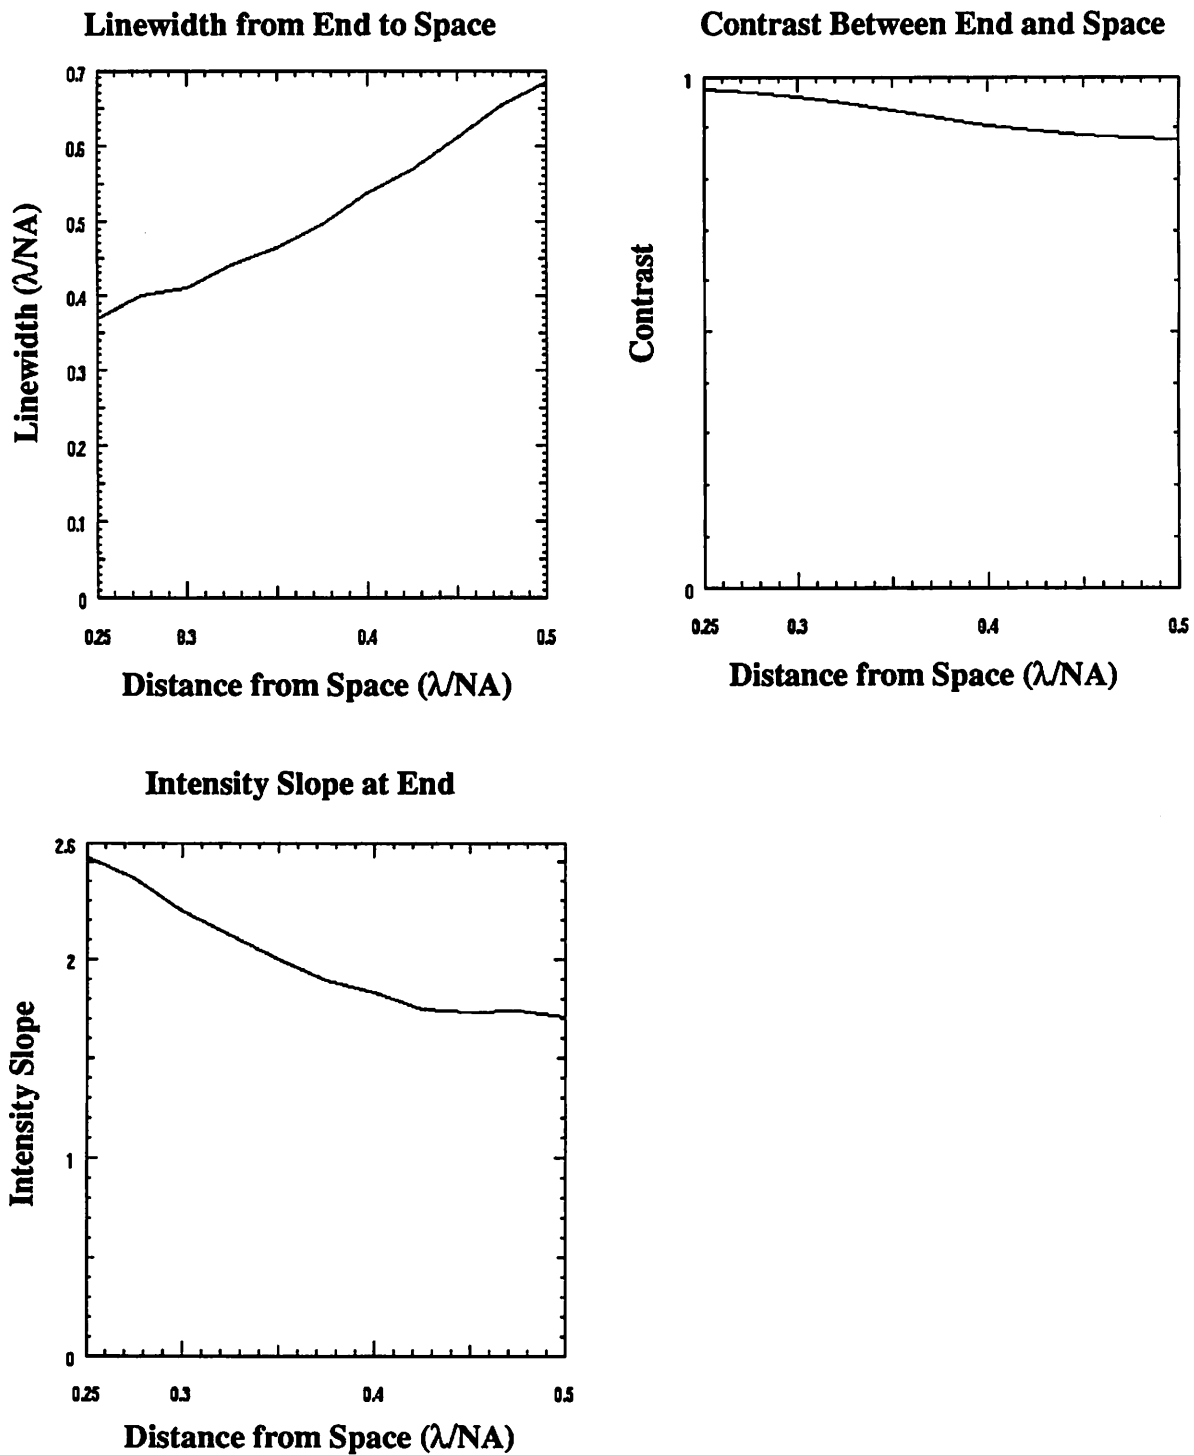 Linewidth from End to Space
0.7
0.6
0.5
0.4
0.3
0.2
0.1
0
Linewidth (λ/NA)
0.25 0.3 0.4 0.5
Distance from Space (λ/NA)
Contrast Between End and Space
1
0
Contrast
0.25 0.3 0.4 0.5
Distance from Space (λ/NA)
Intensity Slope at End
2.6
2
1
0
Intensity Slope
0.25 0.3 0.4 0.5
Distance from Space (λ/NA)